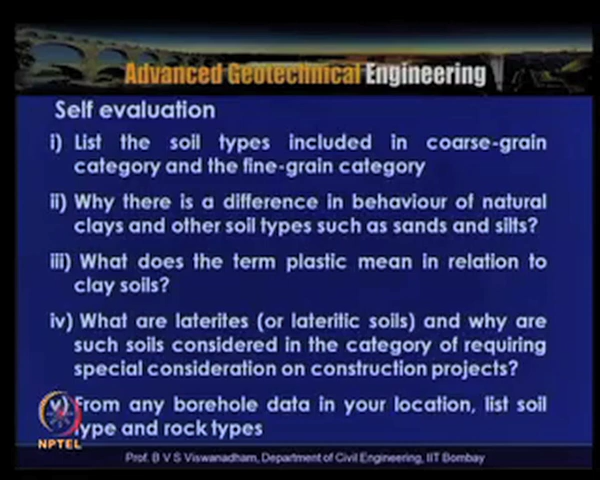 Advanced Geotechnical Engineering
Self evaluation
i) List the soil types included in coarse-grain
category and the fine-grain category
ii) Why there is a difference in behaviour of natural
clays and other soil types such as sands and silts?
iii) What does the term plastic mean in relation to
clay soils?
iv) What are laterites (or lateritic soils) and why are
such soils considered in the category of requiring
special consideration on construction projects?
v) From any borehole data in your location, list soil
type and rock types
NPTEL
Prof. B V S Viswanadham, Department of Civil Engineering, IIT Bombay